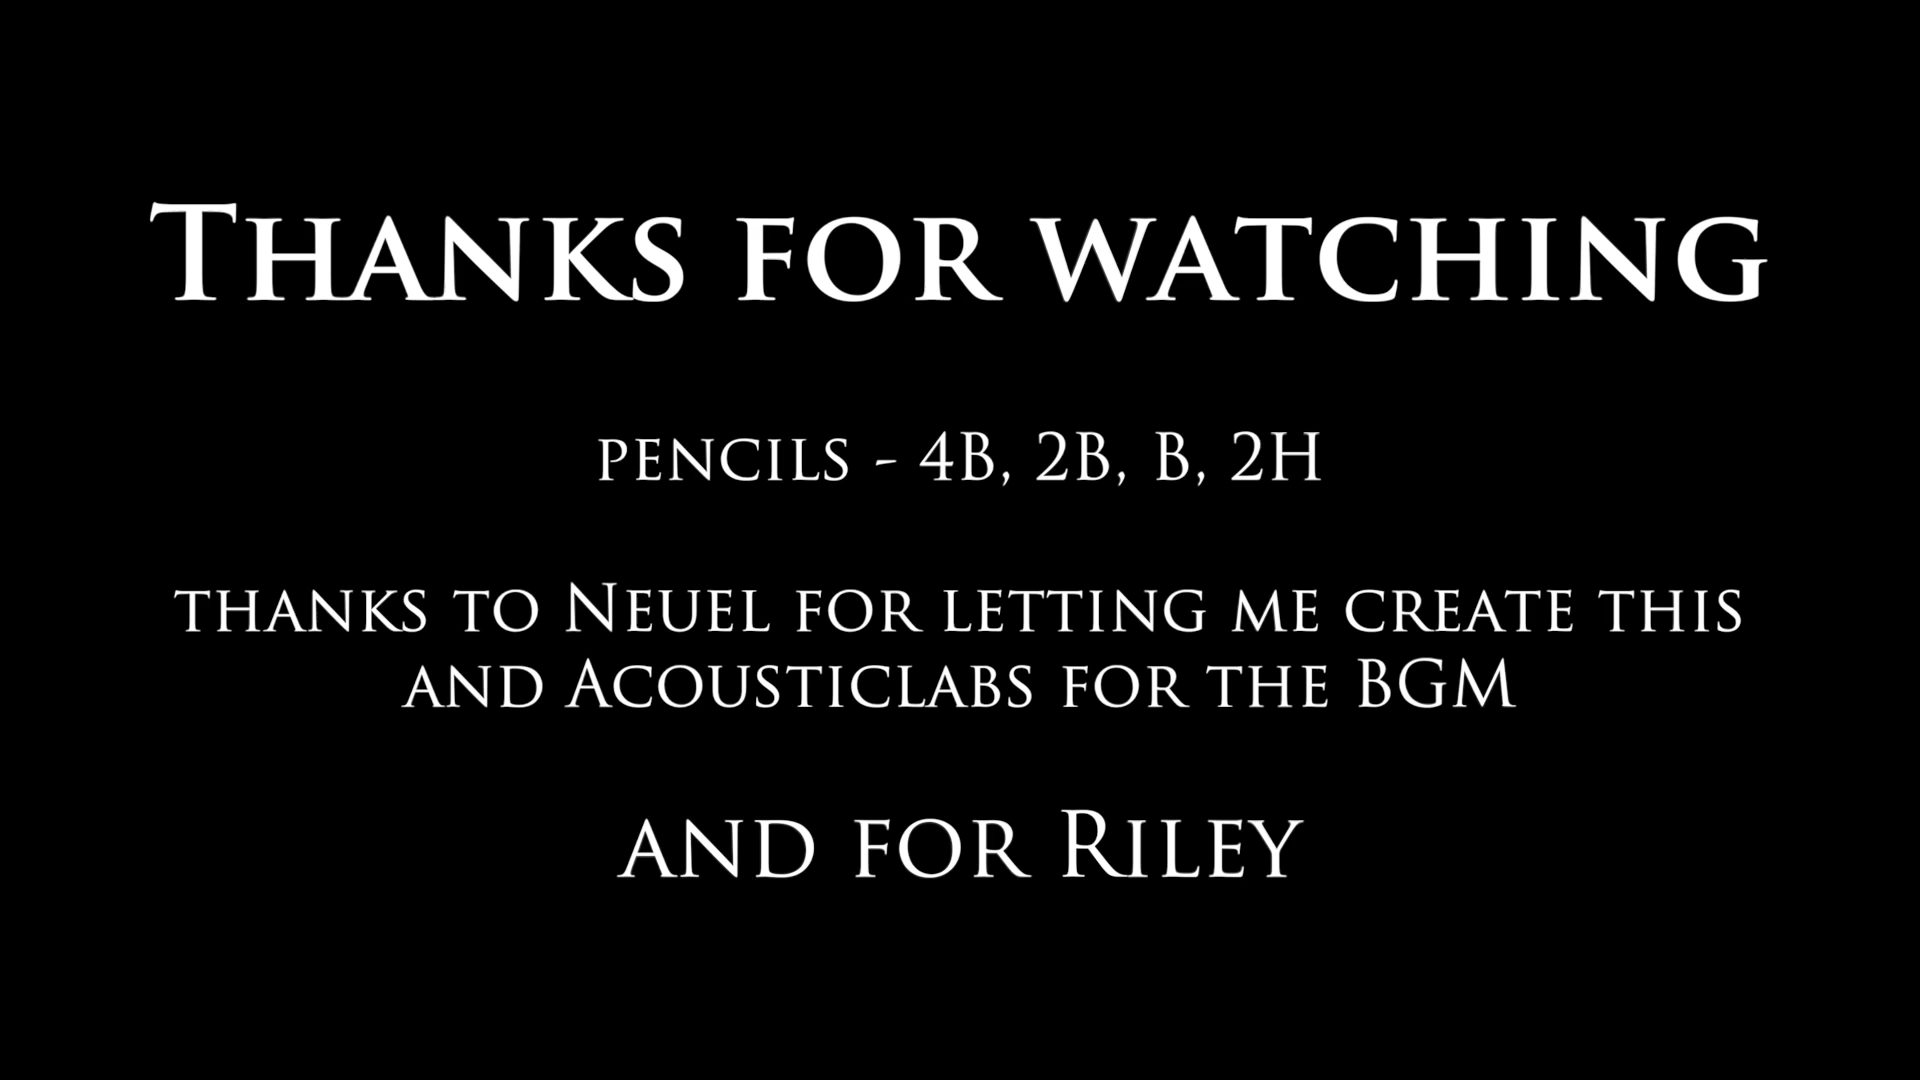 Thanks for watching
pencils - 4B, 2B, B, 2H
thanks to Neuel for letting me create this
and Acousticlabs for the BGM
and for Riley